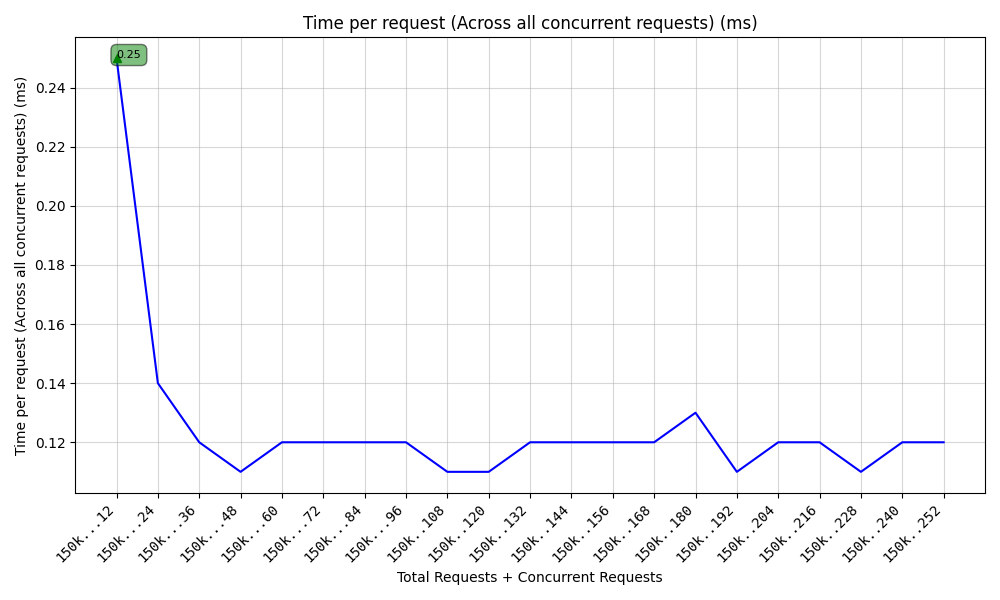 Time per request (Across all concurrent requests) (ms)
0.25
Time per request (Across all concurrent requests) (ms)
0.24
0.22
0.20
0.18
0.16
0.14
0.12
150k...12
150k...24
150k...36
150k...48
150k...60
150k...72
150k...84
150k...96
150k..108
150k..120
150k..132
150k..144
150k..156
150k..168
150k..180
150k..192
150k..204
150k..216
150k..228
150k..240
150k..252
Total Requests + Concurrent Requests